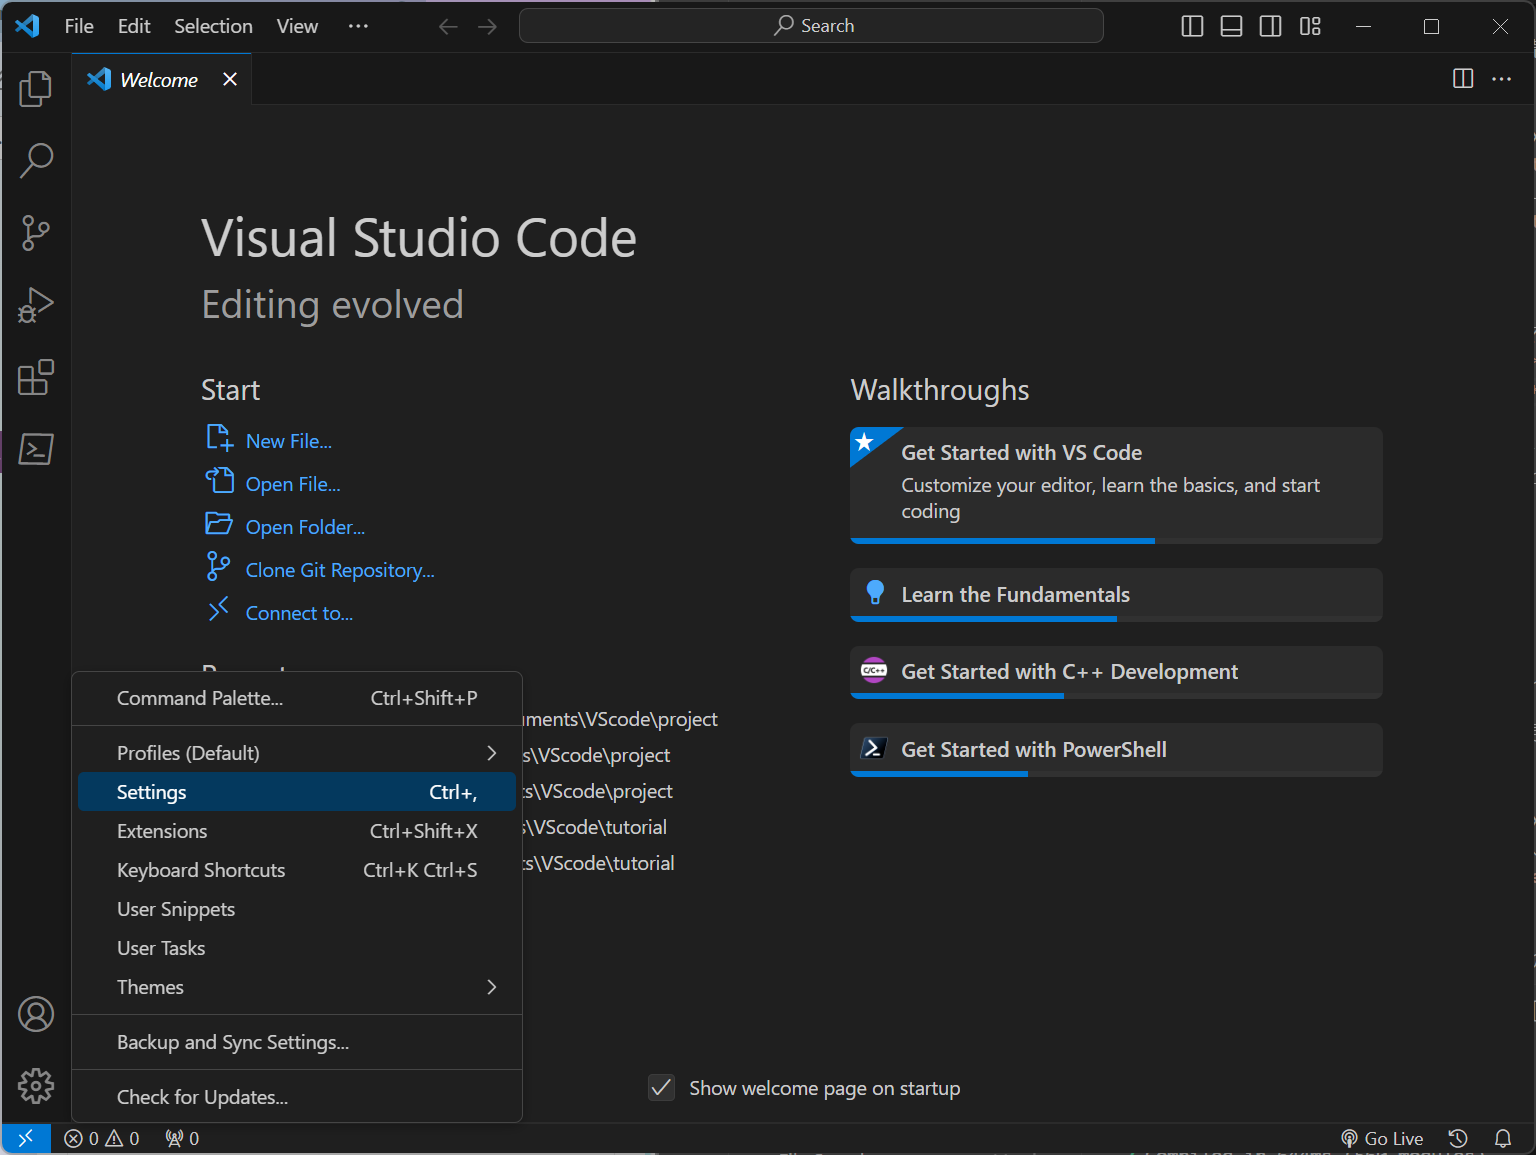 File Edit Selection View ··· Search
Welcome
Visual Studio Code
Editing evolved
Start
New File...
Open File...
Open Folder...
Clone Git Repository...
Connect to...
Walkthroughs
Get Started with VS Code
Customize your editor, learn the basics, and start
coding
Learn the Fundamentals
C/C++ Get Started with C++ Development
Get Started with PowerShell
Command Palette... Ctrl+Shift+P
Profiles (Default)
Settings Ctrl+,
Extensions Ctrl+Shift+X
Keyboard Shortcuts Ctrl+K Ctrl+S
User Snippets
User Tasks
Themes
Backup and Sync Settings...
Check for Updates...
uments\VScode\project
s\VScode\project
ts\VScode\project
s\VScode\tutorial
ts\VScode\tutorial
Show welcome page on startup
0 0 0 Go Live